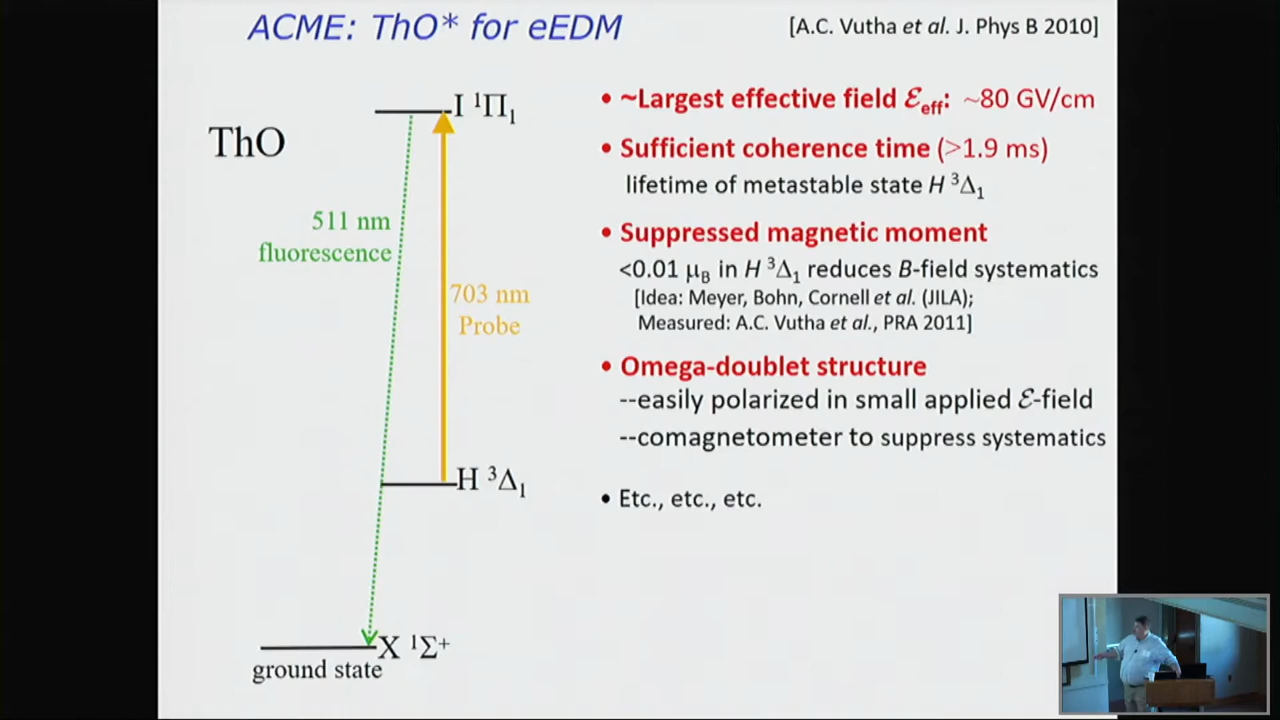 ACME: ThO* for eEDM
[A.C. Vutha et al. J. Phys B 2010]
I ¹Π₁
ThO
511 nm
fluorescence
703 nm
Probe
H ³Δ₁
X ¹Σ⁺
ground state
• ~Largest effective field ℰeff: ~80 GV/cm
• Sufficient coherence time (>1.9 ms)
lifetime of metastable state H ³Δ₁
• Suppressed magnetic moment
<0.01 μB in H ³Δ₁ reduces B-field systematics
[Idea: Meyer, Bohn, Cornell et al. (JILA);
Measured: A.C. Vutha et al., PRA 2011]
• Omega-doublet structure
--easily polarized in small applied ℰ-field
--comagnetometer to suppress systematics
• Etc., etc., etc.